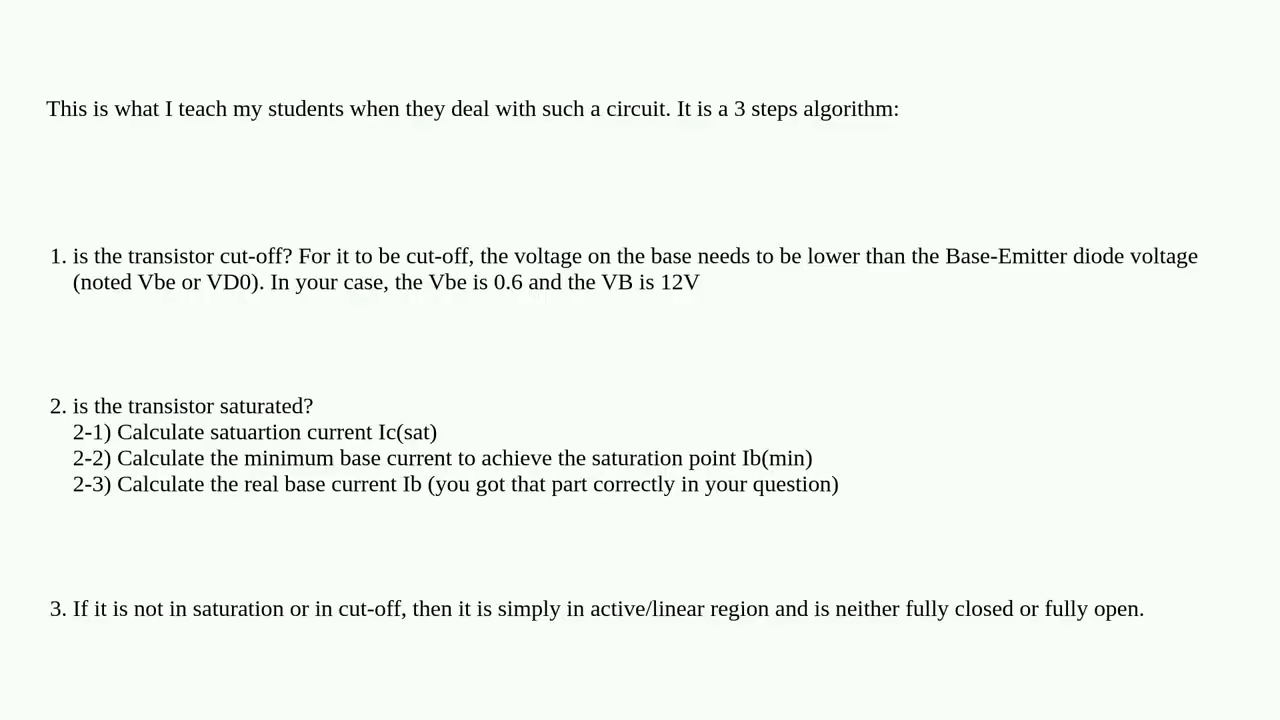 This is what I teach my students when they deal with such a circuit. It is a 3 steps algorithm:
1. is the transistor cut-off? For it to be cut-off, the voltage on the base needs to be lower than the Base-Emitter diode voltage
(noted Vbe or VD0). In your case, the Vbe is 0.6 and the VB is 12V
2. is the transistor saturated?
2-1) Calculate satuartion current Ic(sat)
2-2) Calculate the minimum base current to achieve the saturation point Ib(min)
2-3) Calculate the real base current Ib (you got that part correctly in your question)
3. If it is not in saturation or in cut-off, then it is simply in active/linear region and is neither fully closed or fully open.